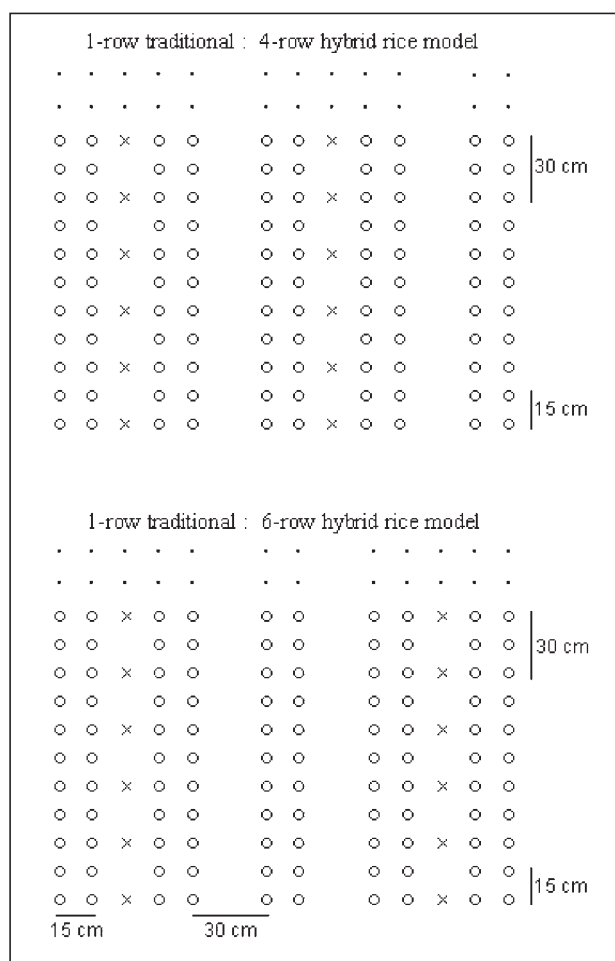 1-row traditional : 4-row hybrid rice model
30 cm
15 cm
1-row traditional : 6-row hybrid rice model
30 cm
15 cm
15 cm
30 cm